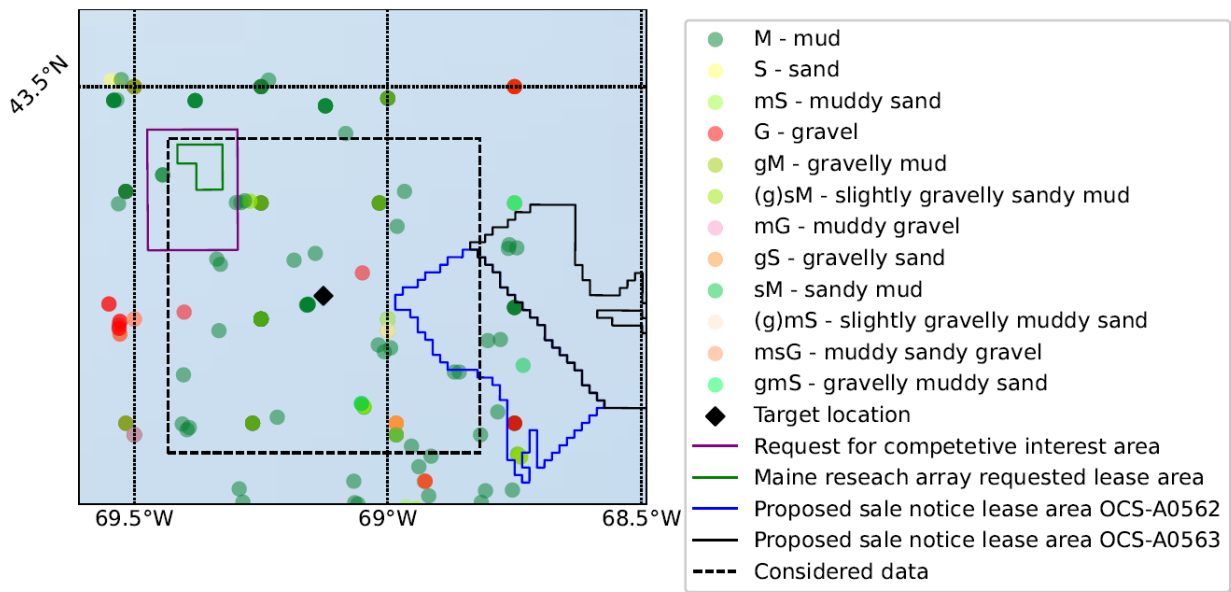 43.5°N
69.5°W
69°W
68.5°W
M - mud
S - sand
mS - muddy sand
G - gravel
gM - gravelly mud
(g)sM - slightly gravelly sandy mud
mG - muddy gravel
gS - gravelly sand
sM - sandy mud
(g)mS - slightly gravelly muddy sand
msG - muddy sandy gravel
gmS - gravelly muddy sand
Target location
Request for competetive interest area
Maine reseach array requested lease area
Proposed sale notice lease area OCS-A0562
Proposed sale notice lease area OCS-A0563
Considered data